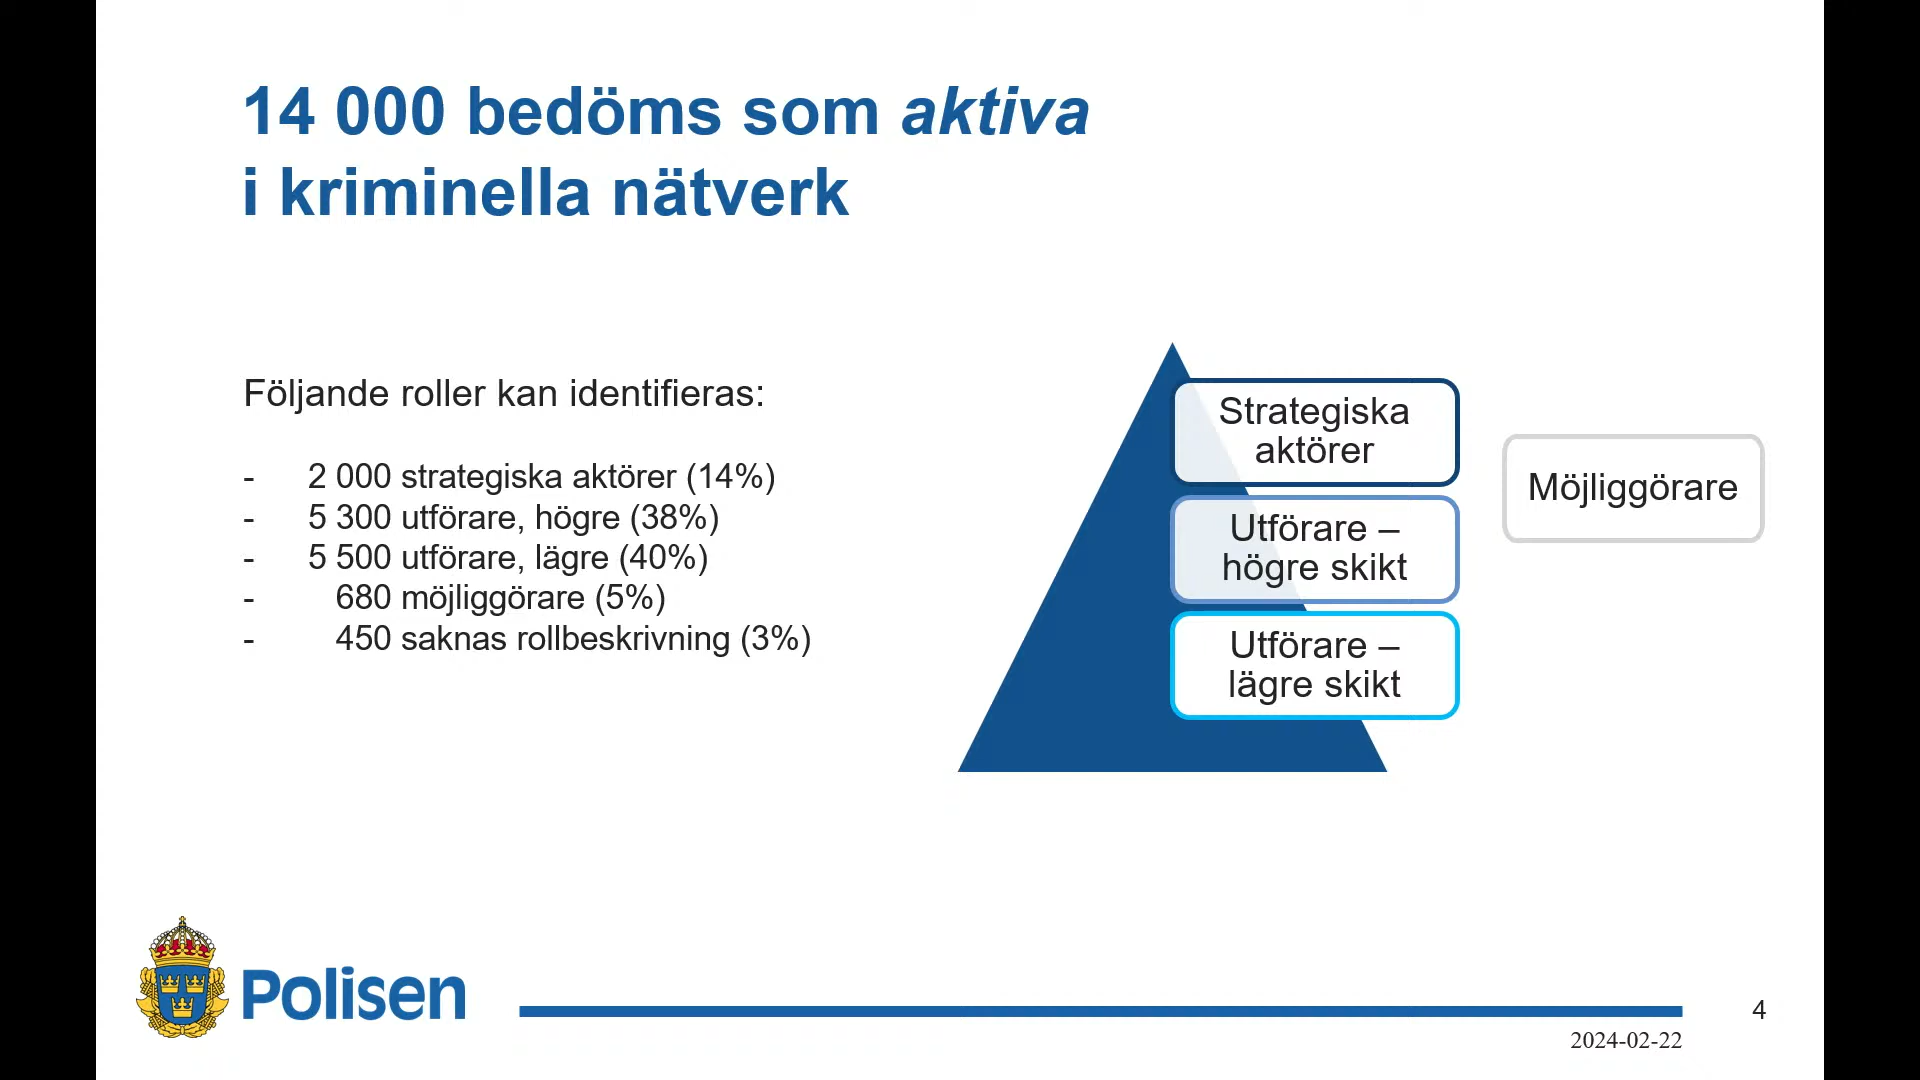 14 000 bedöms som aktiva
i kriminella nätverk
Följande roller kan identifieras:
- 2 000 strategiska aktörer (14%)
- 5 300 utförare, högre (38%)
- 5 500 utförare, lägre (40%)
- 680 möjliggörare (5%)
- 450 saknas rollbeskrivning (3%)
Strategiska
aktörer
Utförare –
högre skikt
Utförare –
lägre skikt
Möjliggörare
Polisen
4
2024-02-22